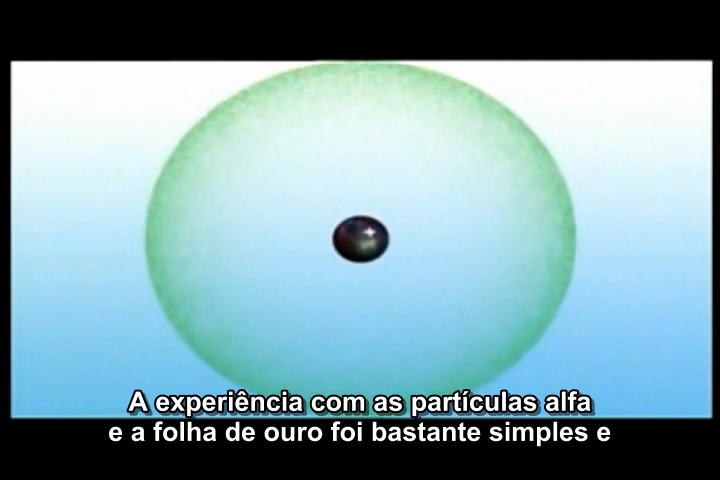 A experiência com as partículas alfa
e a folha de ouro foi bastante simples e